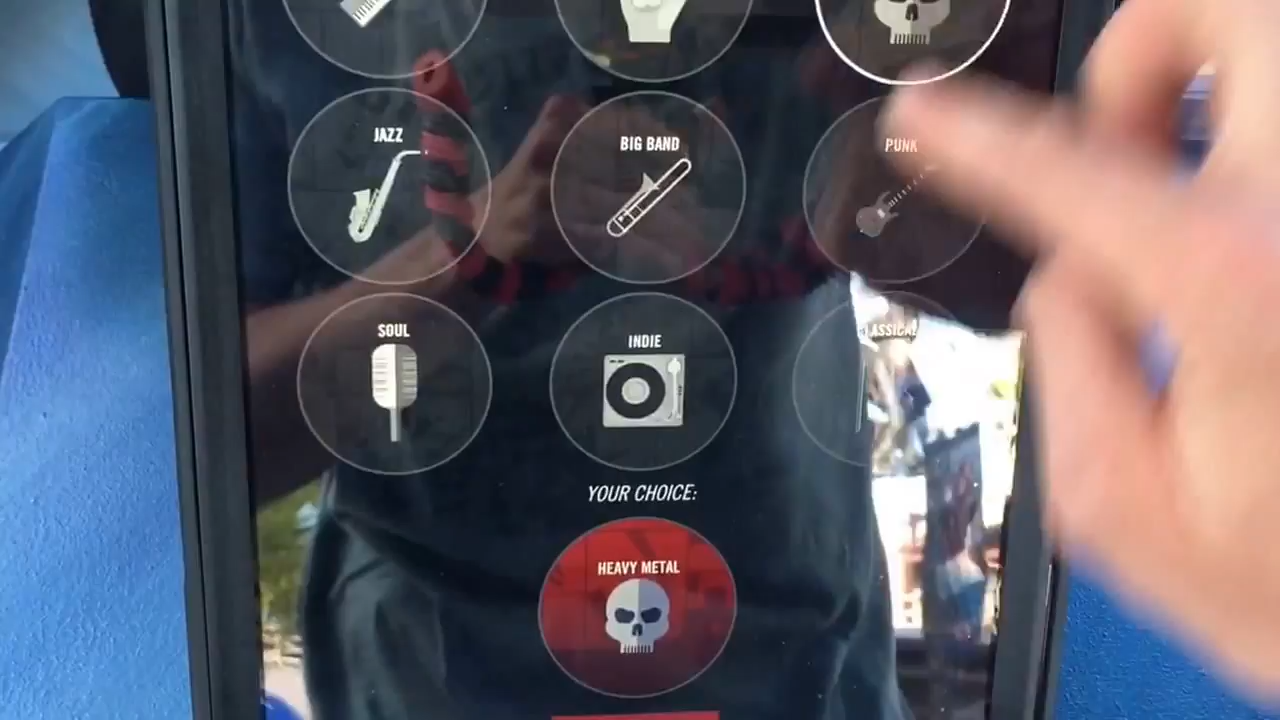 JAZZ
BIG BAND
PUNK
SOUL
INDIE
YOUR CHOICE:
HEAVY METAL